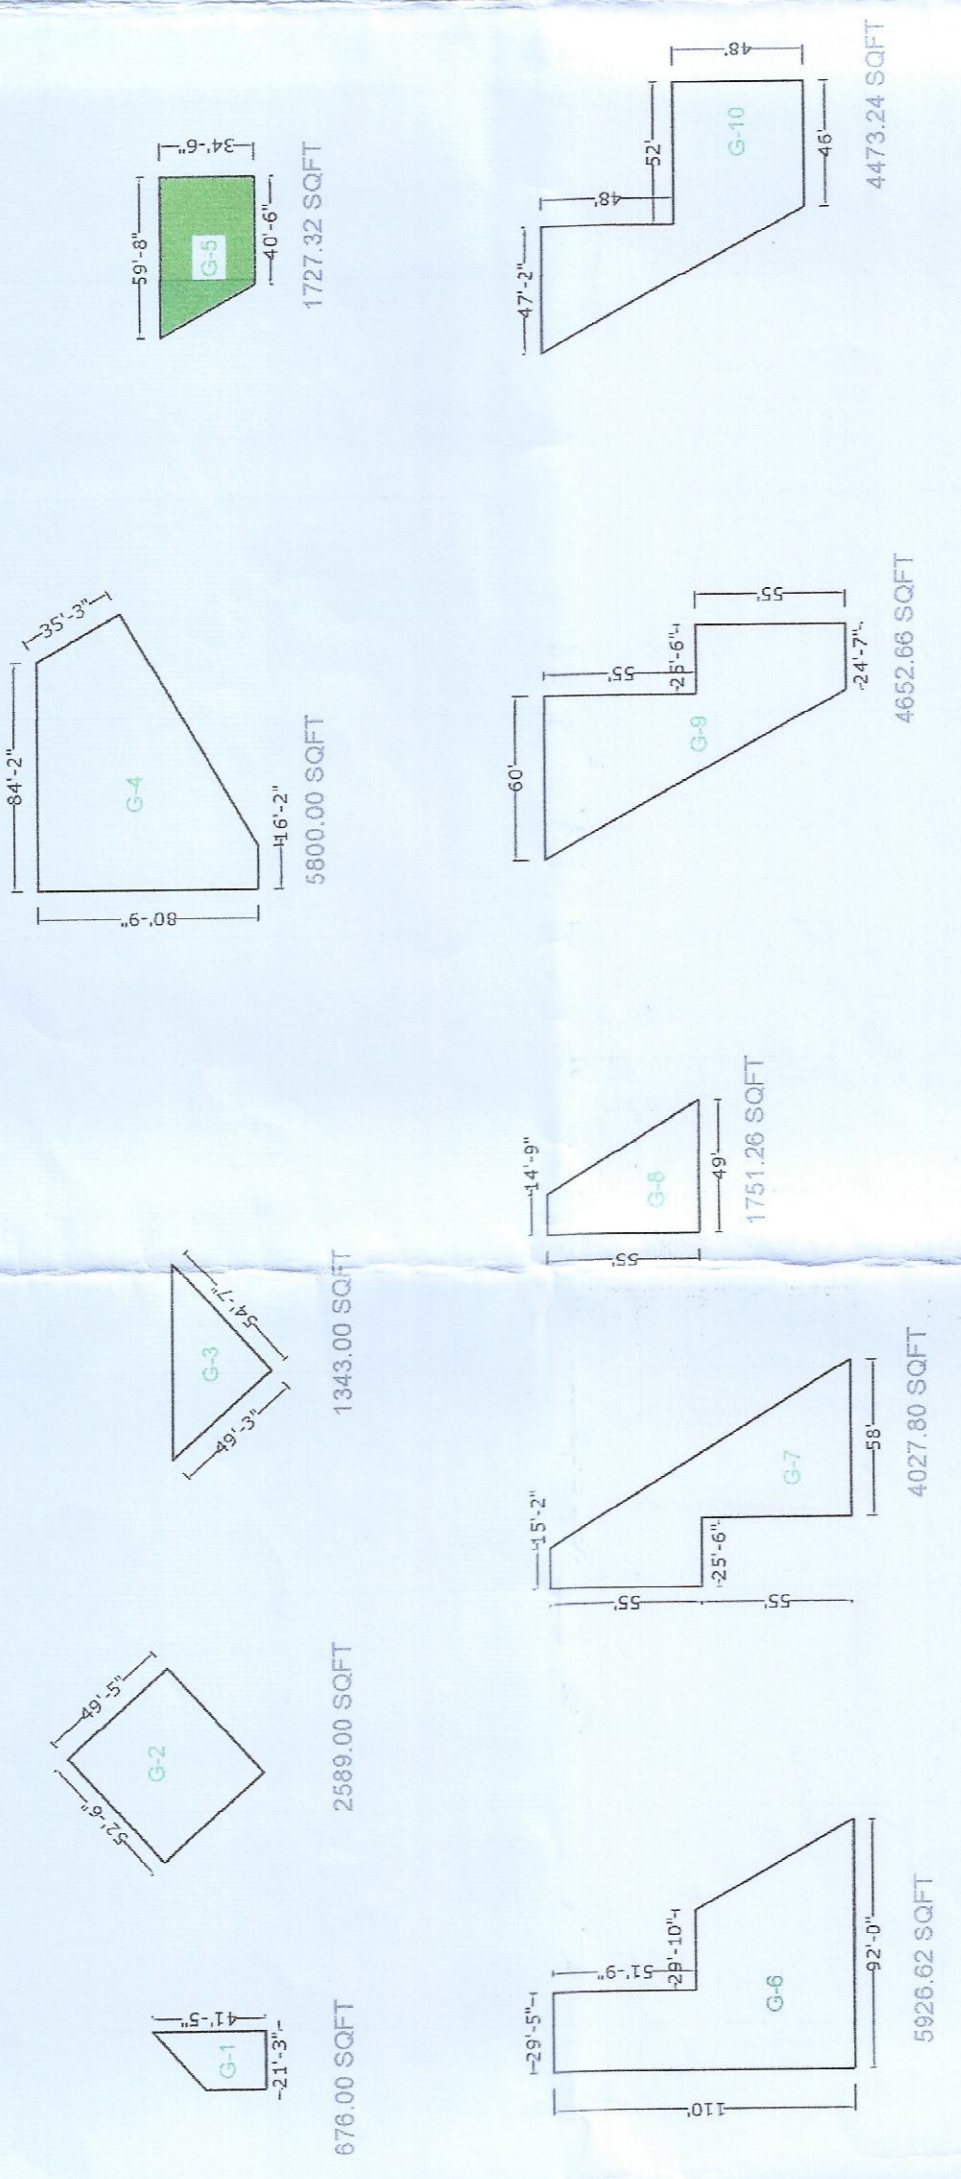 G-1
41'-5"
21'-3"
676.00 SQFT
G-2
52'-6"
49'-5"
2589.00 SQFT
G-3
49'-3"
54'-7"
1343.00 SQFT
G-4
84'-2"
35'-3"
80'-9"
16'-2"
5800.00 SQFT
G-5
59'-8"
34'-6"
40'-6"
1727.32 SQFT
G-6
29'-5"
51'-9"
29'-10"
110'
92'-0"
5926.62 SQFT
G-7
15'-2"
55'
25'-6"
55'
58'
4027.80 SQFT
G-8
14'-9"
55'
49'
1751.26 SQFT
G-9
60'
55'
25'-6"
55'
24'-7"
4652.66 SQFT
G-10
47'-2"
48'
52'
48'
46'
4473.24 SQFT